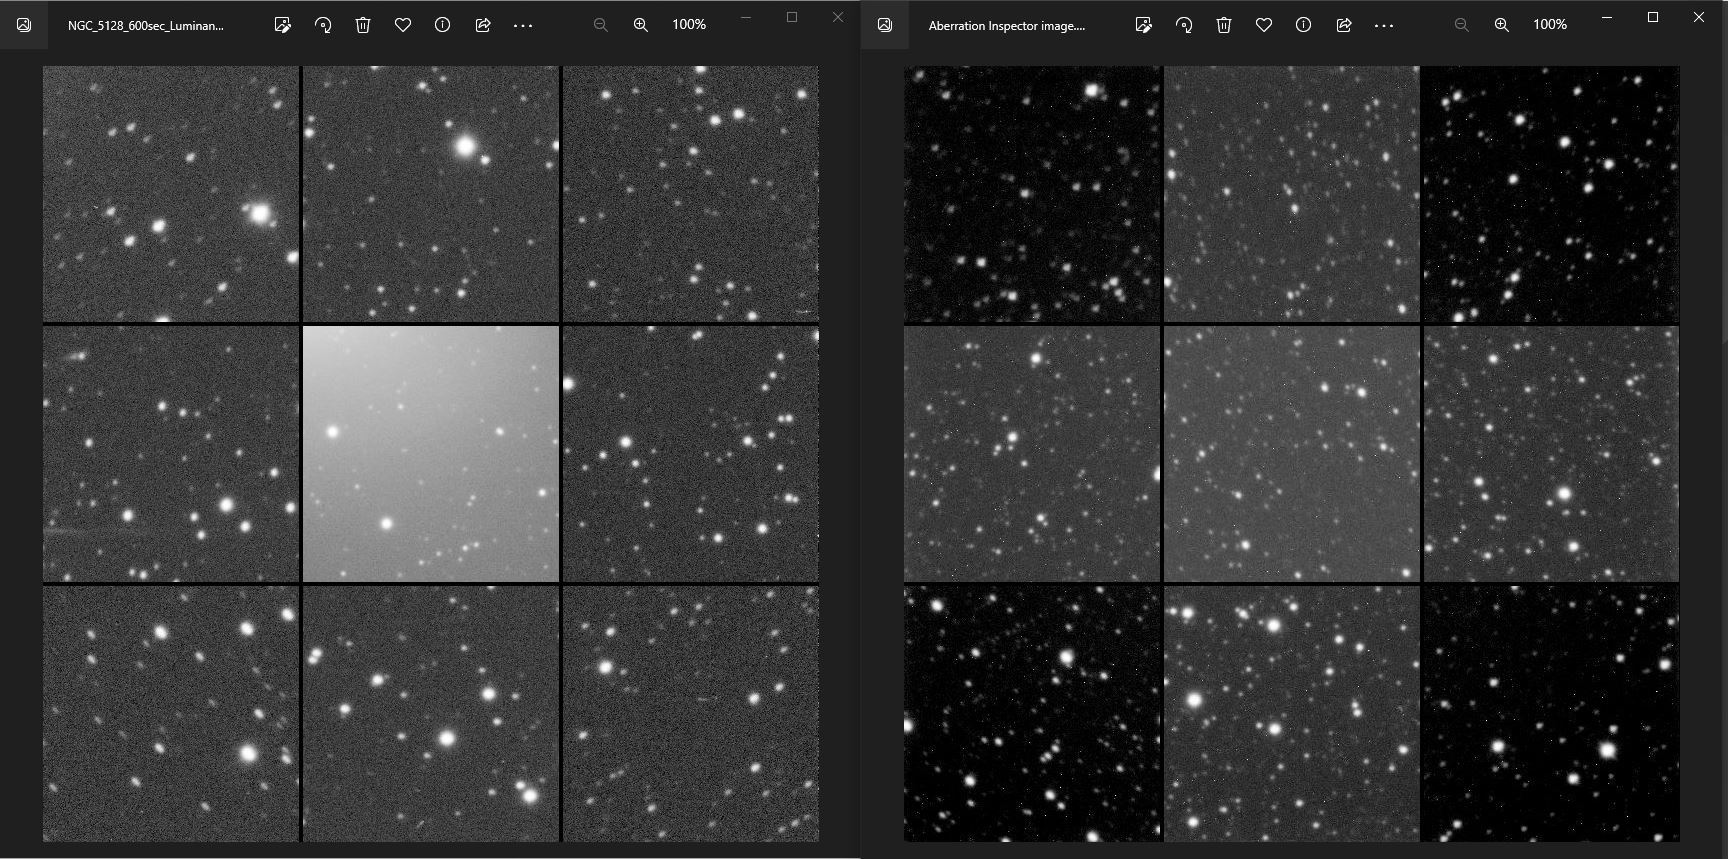 NGC_5128_600sec_Luminan...
100%
Aberration Inspector image....
100%